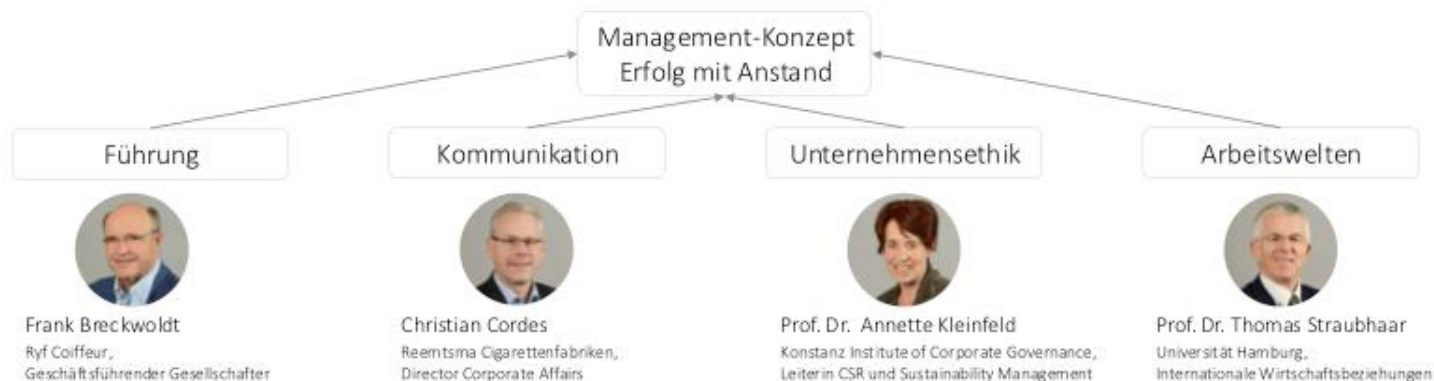 Management-Konzept
Erfolg mit Anstand
Führung
Kommunikation
Unternehmensethik
Arbeitswelten
Frank Breckwoldt
Ryf Coiffeur,
Geschäftsführender Gesellschafter
Christian Cordes
Reemtsma Cigarettenfabriken,
Director Corporate Affairs
Prof. Dr. Annette Kleinfeld
Konstanz Institute of Corporate Governance,
Leiterin CSR und Sustainability Management
Prof. Dr. Thomas Straubhaar
Universität Hamburg,
Internationale Wirtschaftsbeziehungen